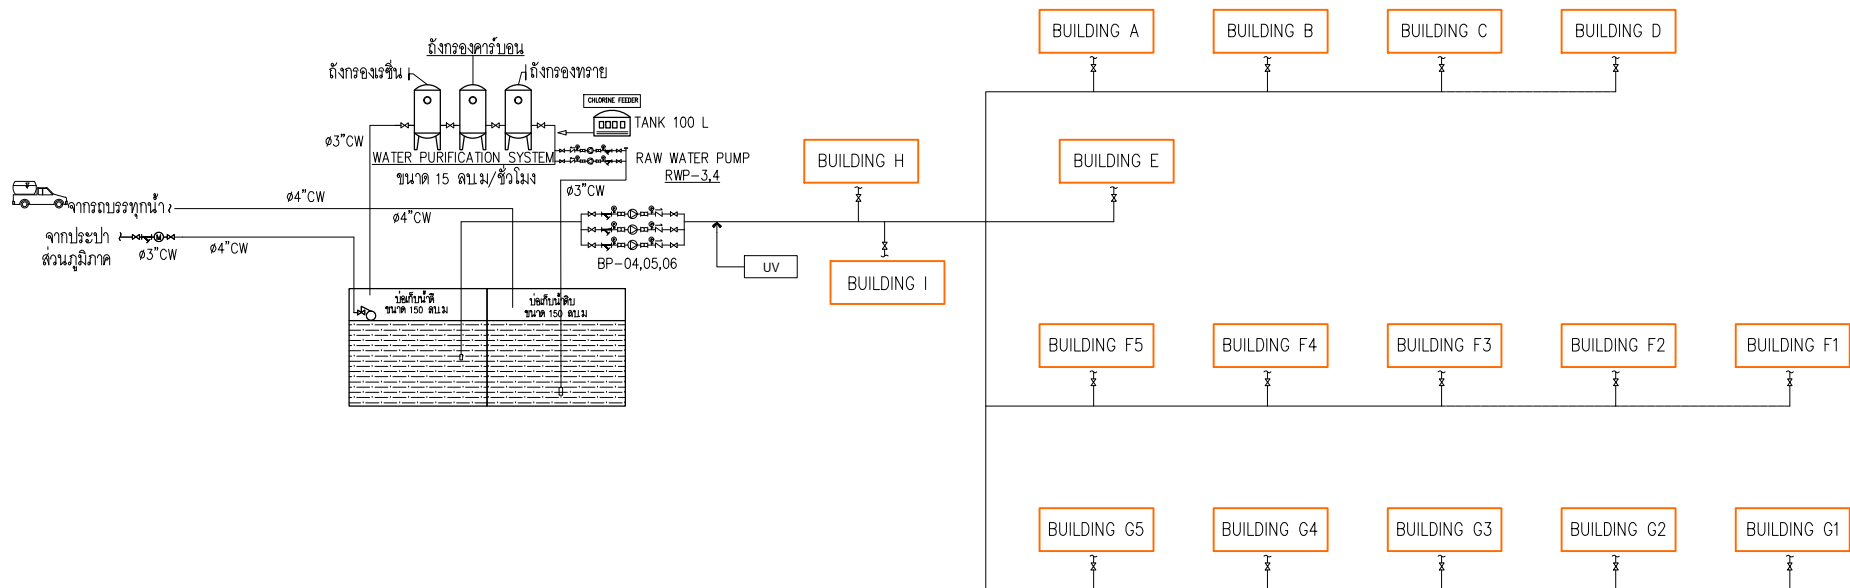 BUILDING A
BUILDING B
BUILDING C
BUILDING D
ถังกรองคาร์บอน
ถังกรองเรซิ่น
ถังกรองทราย
CHLORINE FEEDER
TANK 100 L
ø3"CW
WATER PURIFICATION SYSTEM
ขนาด 15 ลบ.ม/ชั่วโมง
RAW WATER PUMP
RWP-3,4
BUILDING H
BUILDING E
ø3"CW
จากรถบรรทุกน้ำ
ø4"CW
ø4"CW
จากประปา
ส่วนภูมิภาค
M
ø3"CW
ø4"CW
BP-04,05,06
UV
BUILDING I
บ่อเก็บน้ำดี
ขนาด 150 ลบ.ม
บ่อเก็บน้ำดิบ
ขนาด 150 ลบ.ม
BUILDING F5
BUILDING F4
BUILDING F3
BUILDING F2
BUILDING F1
BUILDING G5
BUILDING G4
BUILDING G3
BUILDING G2
BUILDING G1